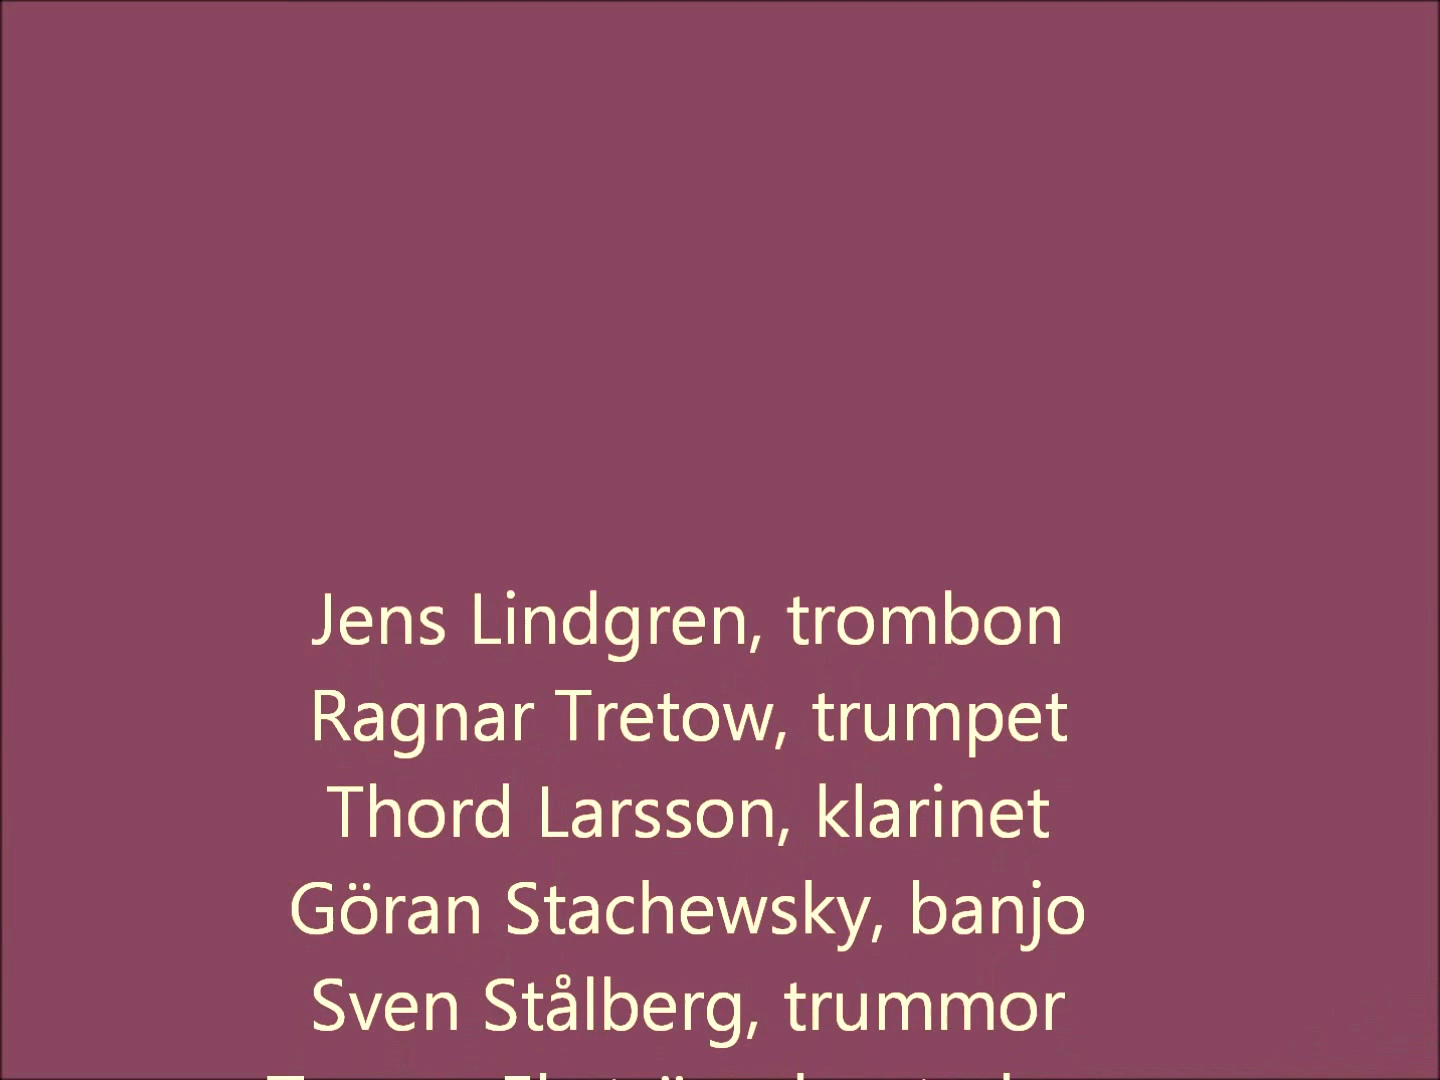 Jens Lindgren, trombon
Ragnar Tretow, trumpet
Thord Larsson, klarinet
Göran Stachewsky, banjo
Sven Stålberg, trummor